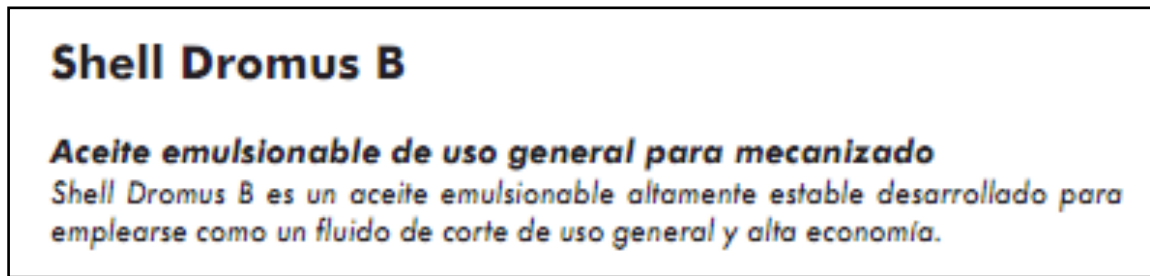 Shell Dromus B
Aceite emulsionable de uso general para mecanizado
Shell Dromus B es un aceite emulsionable altamente estable desarrollado para
emplearse como un fluido de corte de uso general y alta economía.